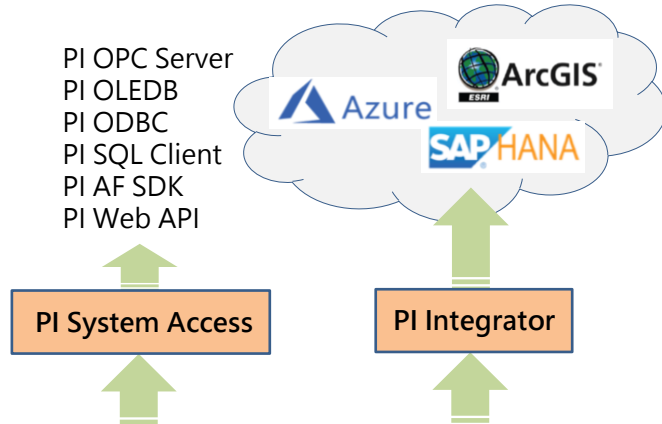 PI OPC Server
PI OLEDB
PI ODBC
PI SQL Client
PI AF SDK
PI Web API
Azure
ArcGIS
ESRI
SAP HANA
PI System Access
PI Integrator